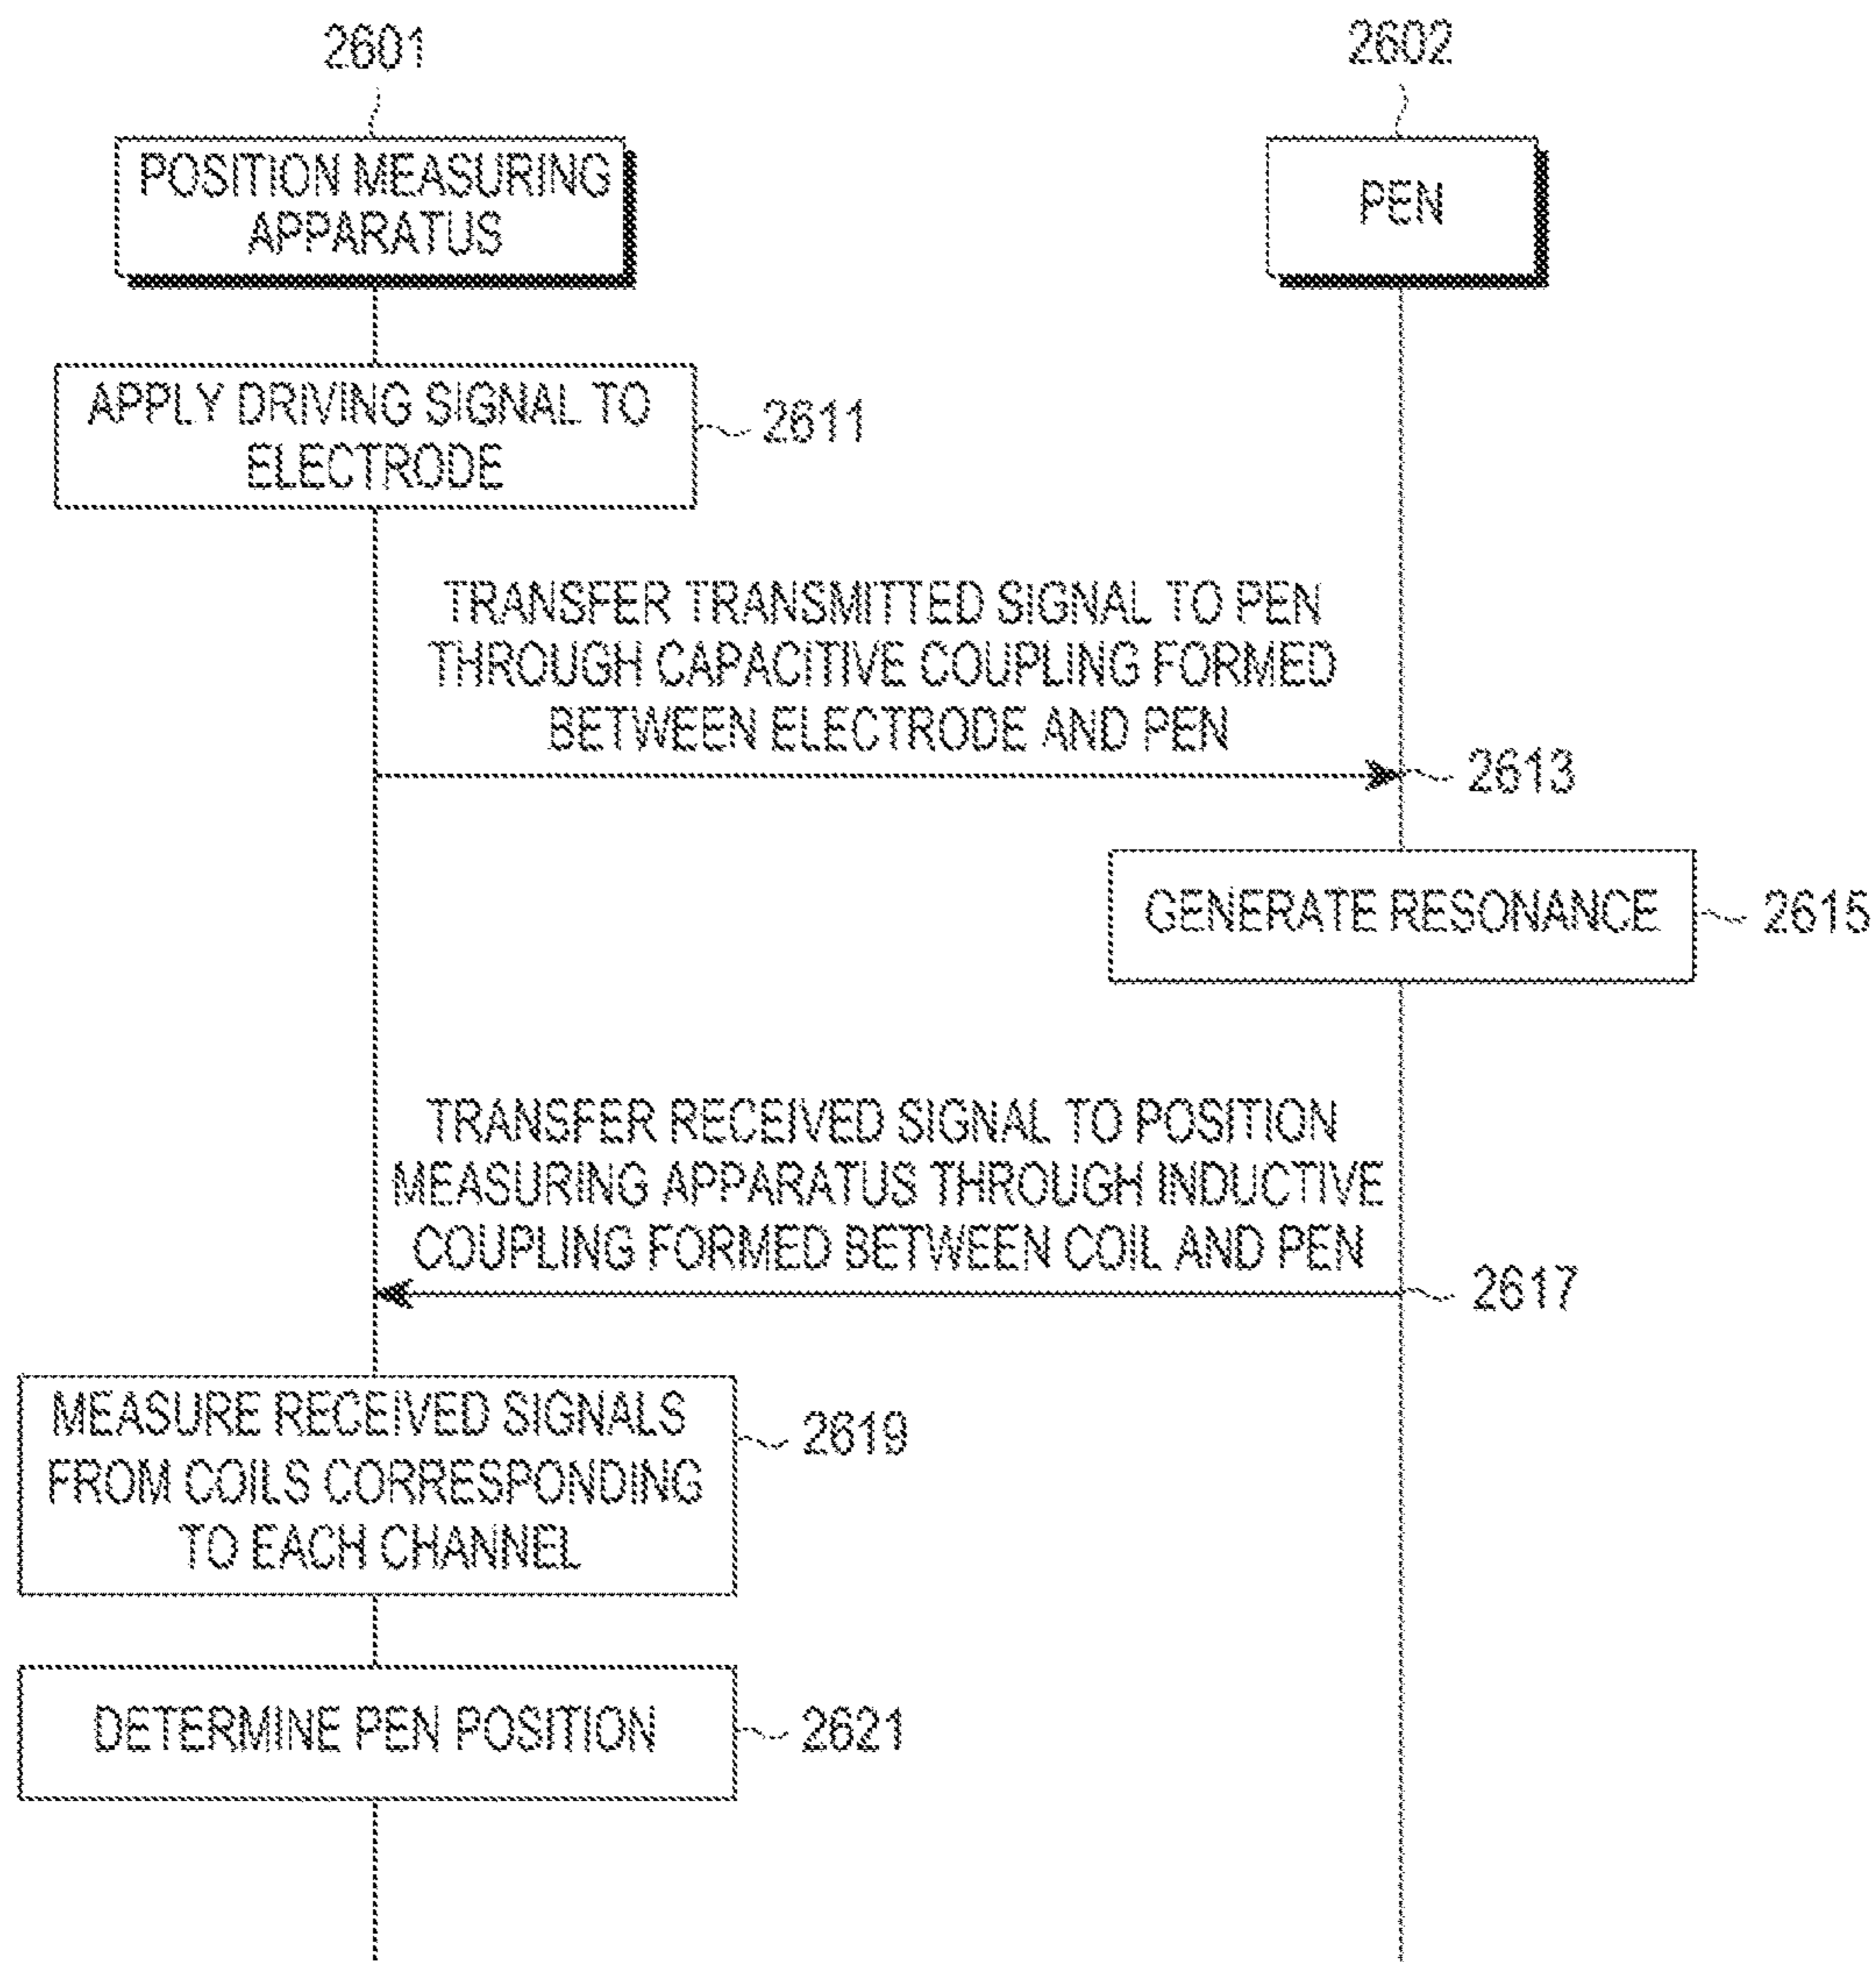 2601
2602
POSITION MEASURING
APPARATUS
PEN
APPLY DRIVING SIGNAL TO
ELECTRODE
2611
TRANSFER TRANSMITTED SIGNAL TO PEN
THROUGH CAPACITIVE COUPLING FORMED
BETWEEN ELECTRODE AND PEN
2613
GENERATE RESONANCE
2615
TRANSFER RECEIVED SIGNAL TO POSITION
MEASURING APPARATUS THROUGH INDUCTIVE
COUPLING FORMED BETWEEN COIL AND PEN
2617
MEASURE RECEIVED SIGNALS
FROM COILS CORRESPONDING
TO EACH CHANNEL
2619
DETERMINE PEN POSITION
2621